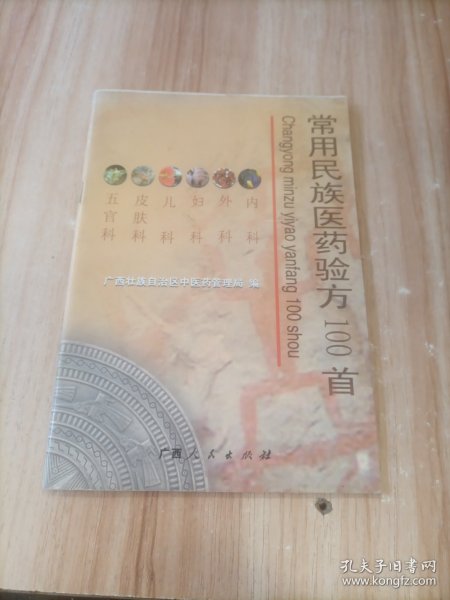 常用民族医药验方100首
Changyong minzu yiyao yanfang 100 shou
内科
外科
妇科
儿科
皮肤科
五官科
广西壮族自治区中医药管理局 编
广西人民出版社
孔夫子旧书网
www.kongfz.com